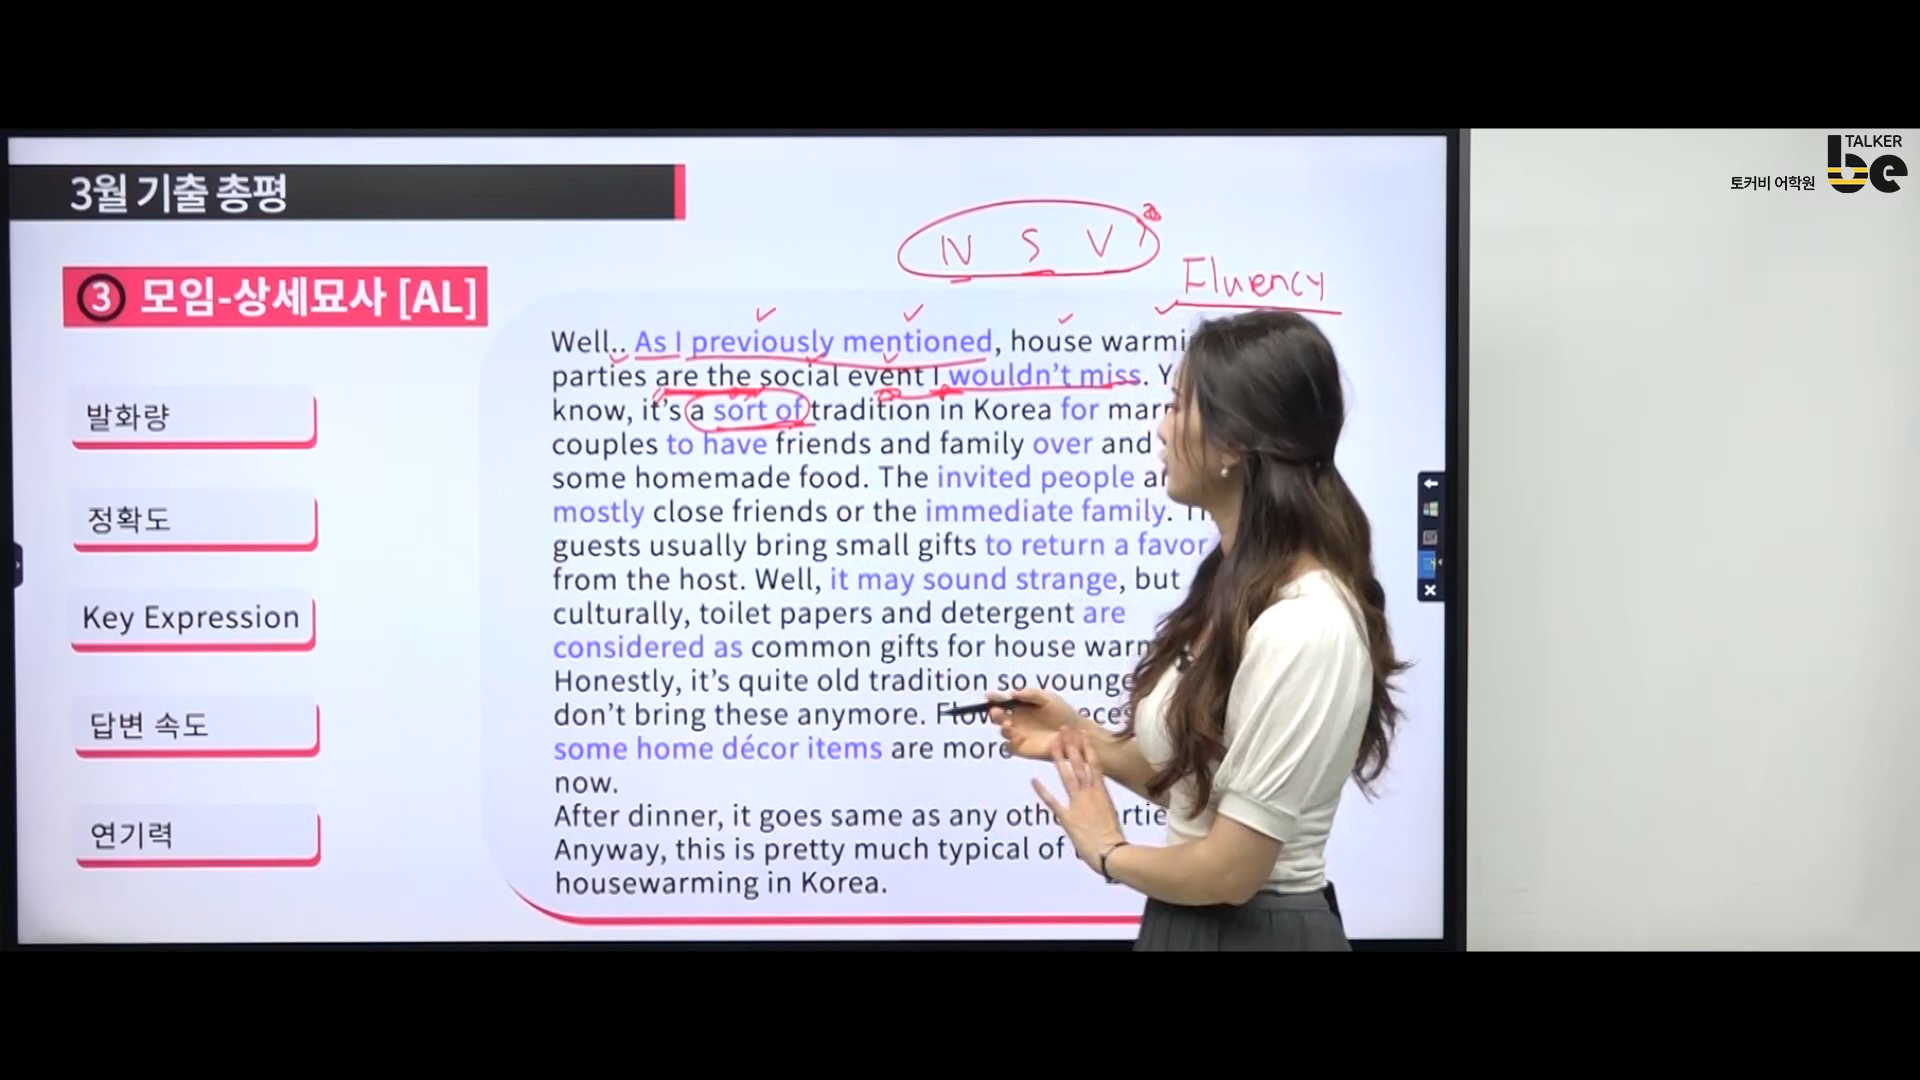 TALKER
be
토커비 어학원
3월 기출 총평
N S V
Fluency
3 모임-상세묘사 [AL]
발화량
정확도
Key Expression
답변 속도
연기력
Well.. As I previously mentioned, house
parties are the social event I wouldn't miss.
know, it's a sort of tradition in Korea for
couples to have friends and family over and
some homemade food. The invited people
mostly close friends or the immediate family.
guests usually bring small gifts to return a favor
from the host. Well, it may sound strange, but
culturally, toilet papers and detergent are
considered as common gifts for house
Honestly, it's quite old tradition so
don't bring these anymore.
some home décor items are more
now.
After dinner, it goes same as any
Anyway, this is pretty much typical of
housewarming in Korea.